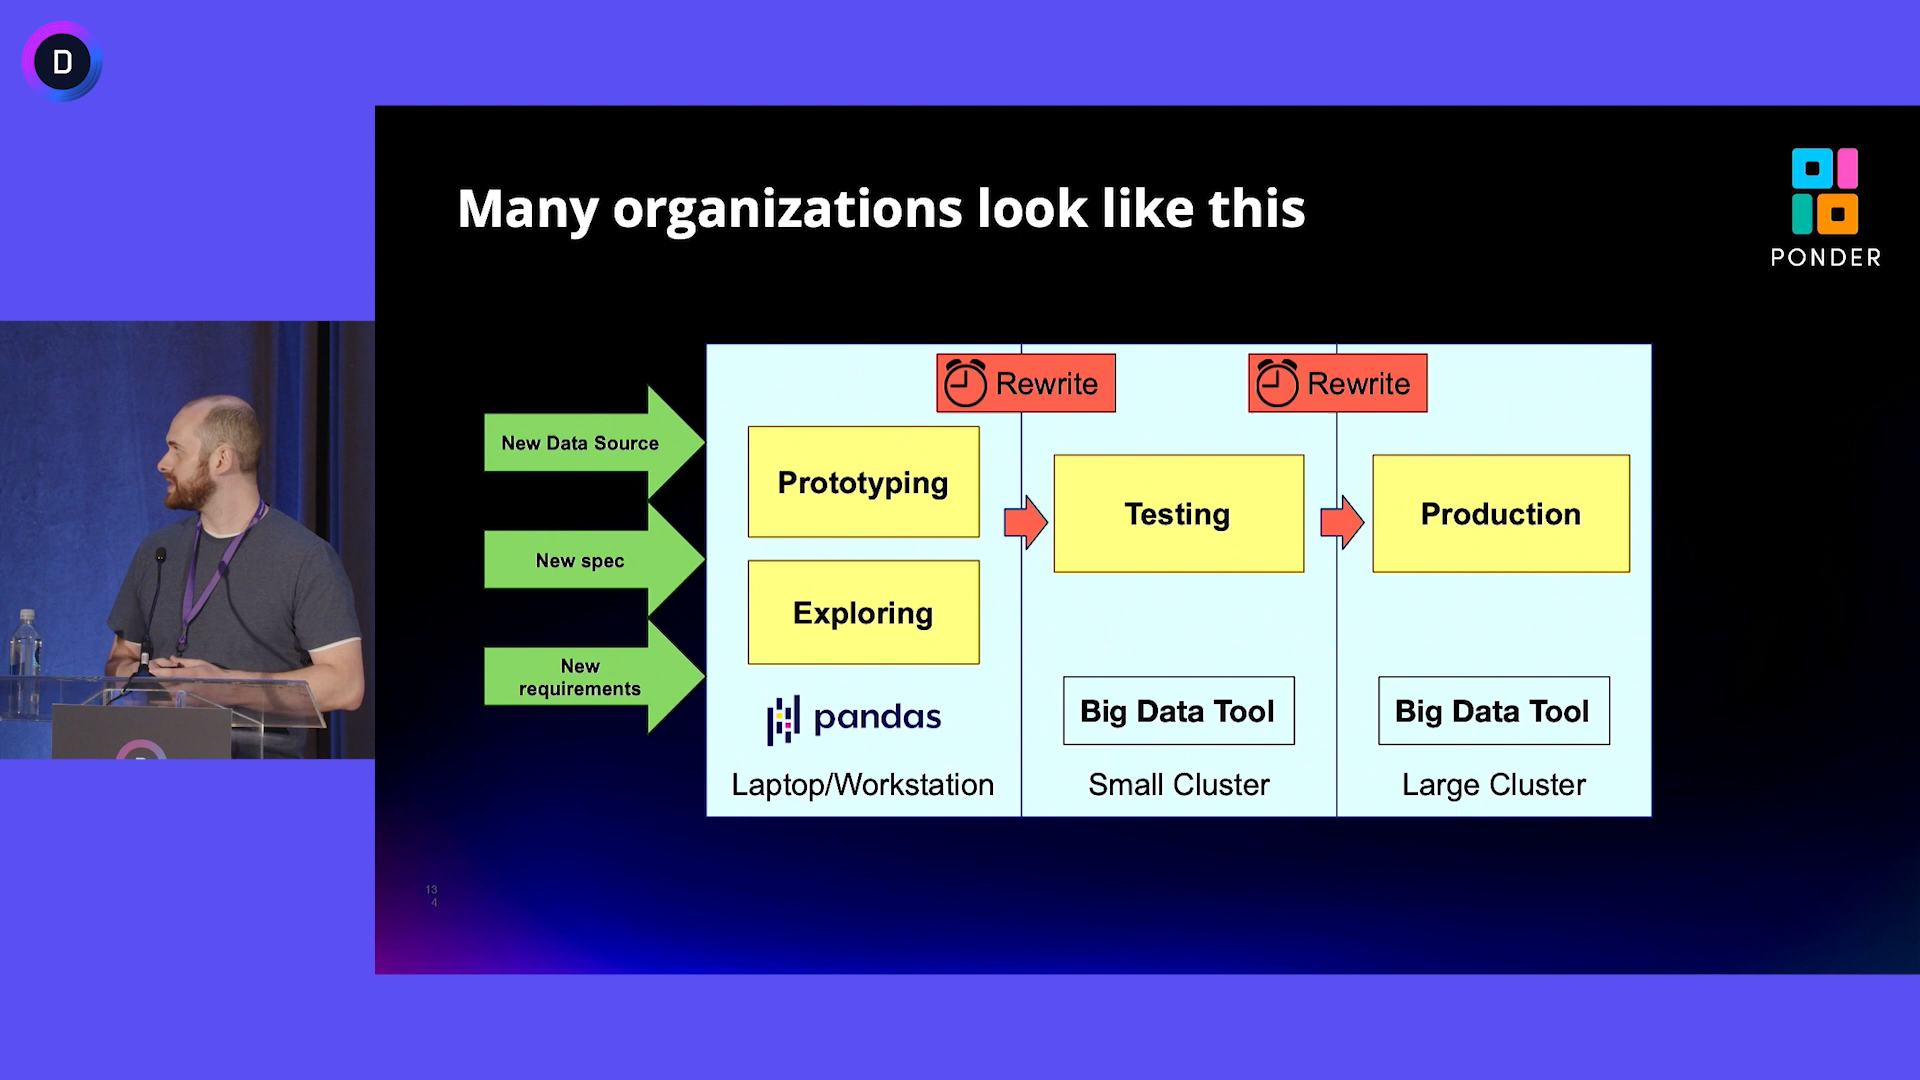 D
Many organizations look like this
PONDER
New Data Source
New spec
New
requirements
Rewrite
Rewrite
Prototyping
Exploring
Testing
Production
pandas
Big Data Tool
Big Data Tool
Laptop/Workstation
Small Cluster
Large Cluster
13
4